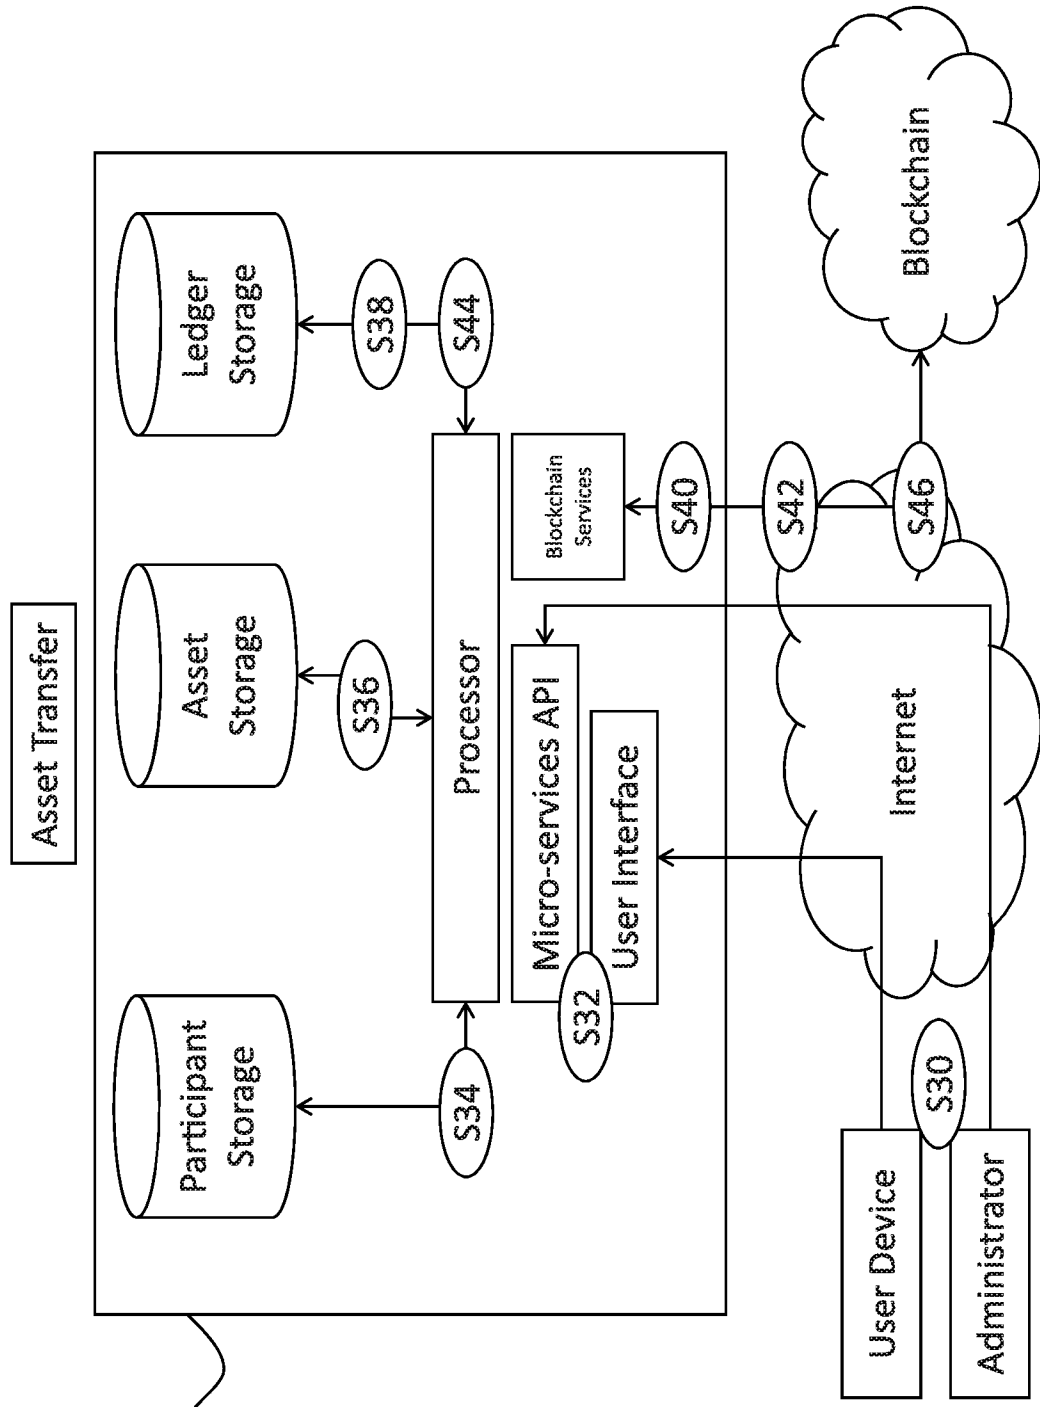 Asset Transfer
Participant
Storage
Asset
Storage
Ledger
Storage
S36
S38
S34
Processor
S44
Micro-services API
Blockchain
Services
S32
User Interface
S40
S42
User Device
S30
Internet
S46
Blockchain
Administrator